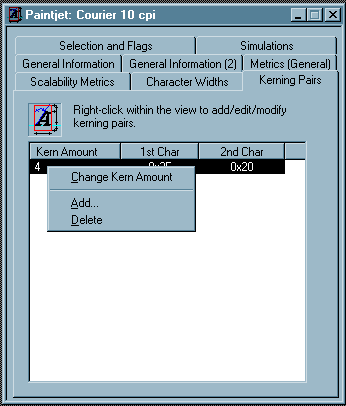 Paintjet: Courier 10 cpi
Selection and Flags Simulations
General Information General Information (2) Metrics (General)
Scalability Metrics Character Widths Kerning Pairs
Right-click within the view to add/edit/modify
kerning pairs.
Kern Amount 1st Char 2nd Char
4 0x20
Change Kern Amount
Add...
Delete